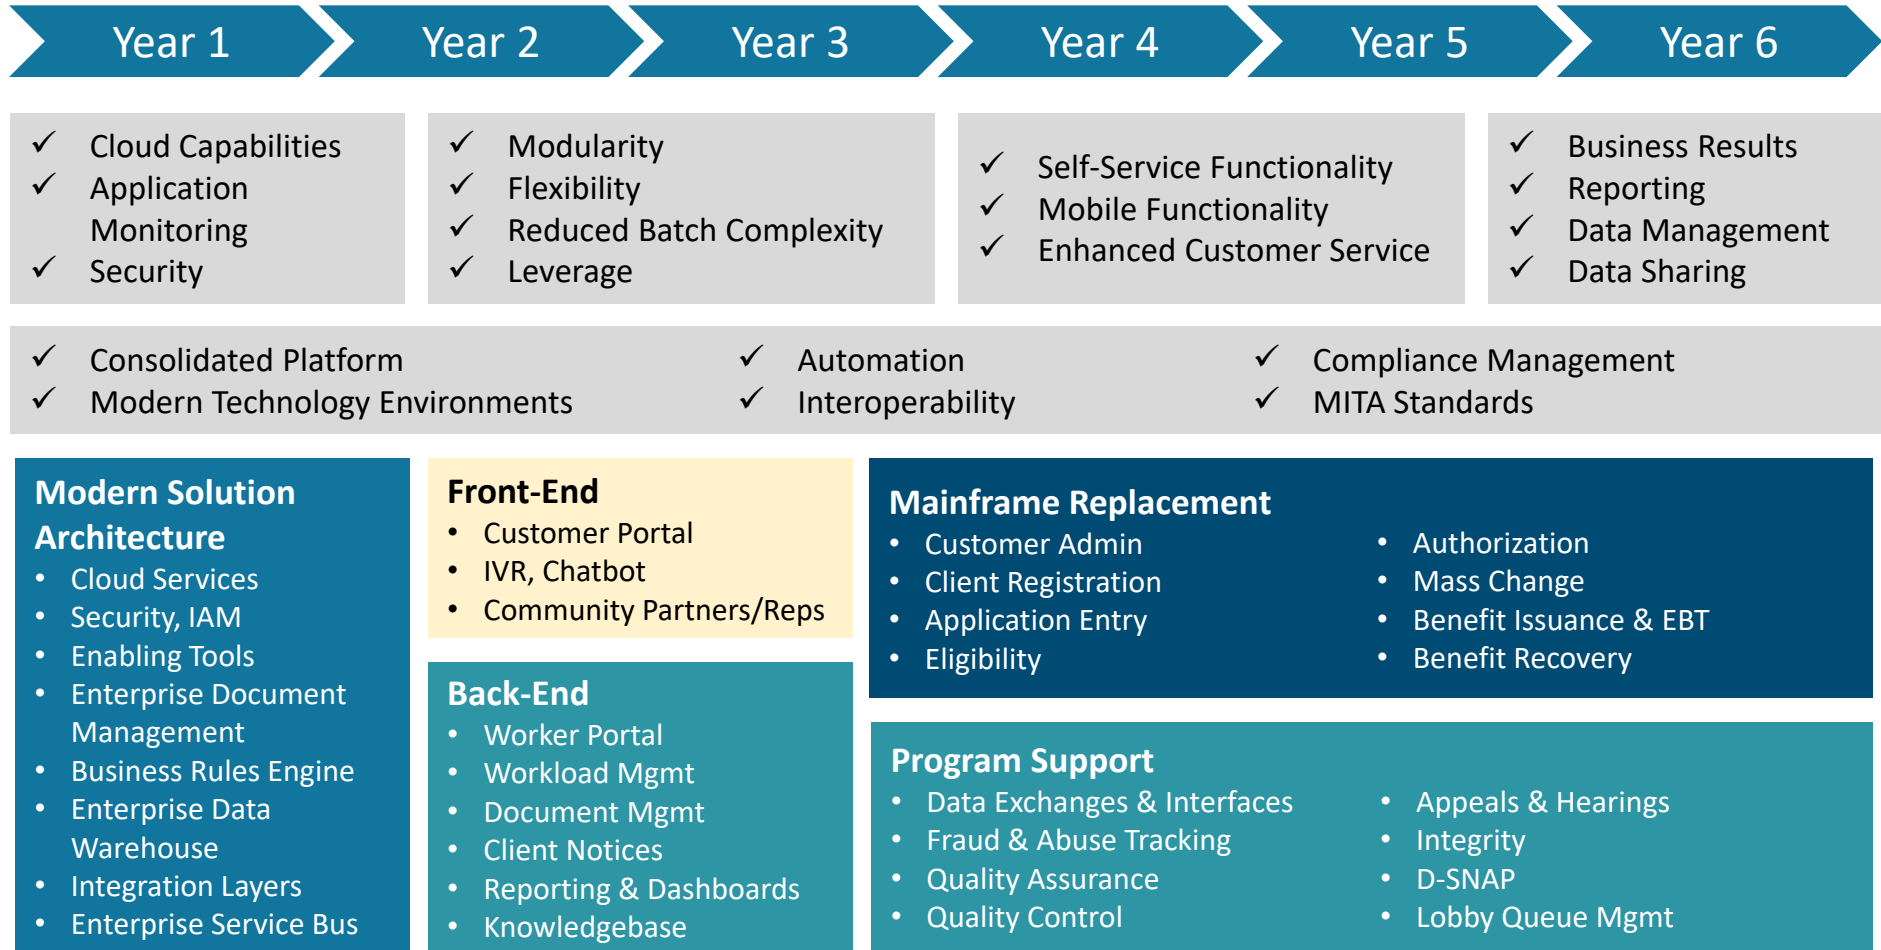 Year 1
Year 2
Year 3
Year 4
Year 5
Year 6
✓ Cloud Capabilities
✓ Application
Monitoring
✓ Security
✓ Modularity
✓ Flexibility
✓ Reduced Batch Complexity
✓ Leverage
✓ Self-Service Functionality
✓ Mobile Functionality
✓ Enhanced Customer Service
✓ Business Results
✓ Reporting
✓ Data Management
✓ Data Sharing
✓ Consolidated Platform
✓ Modern Technology Environments
✓ Automation
✓ Interoperability
✓ Compliance Management
✓ MITA Standards
Modern Solution
Architecture
• Cloud Services
• Security, IAM
• Enabling Tools
• Enterprise Document
Management
• Business Rules Engine
• Enterprise Data
Warehouse
• Integration Layers
• Enterprise Service Bus
Front-End
• Customer Portal
• IVR, Chatbot
• Community Partners/Reps
Back-End
• Worker Portal
• Workload Mgmt
• Document Mgmt
• Client Notices
• Reporting & Dashboards
• Knowledgebase
Mainframe Replacement
• Customer Admin
• Client Registration
• Application Entry
• Eligibility
• Authorization
• Mass Change
• Benefit Issuance & EBT
• Benefit Recovery
Program Support
• Data Exchanges & Interfaces
• Fraud & Abuse Tracking
• Quality Assurance
• Quality Control
• Appeals & Hearings
• Integrity
• D-SNAP
• Lobby Queue Mgmt